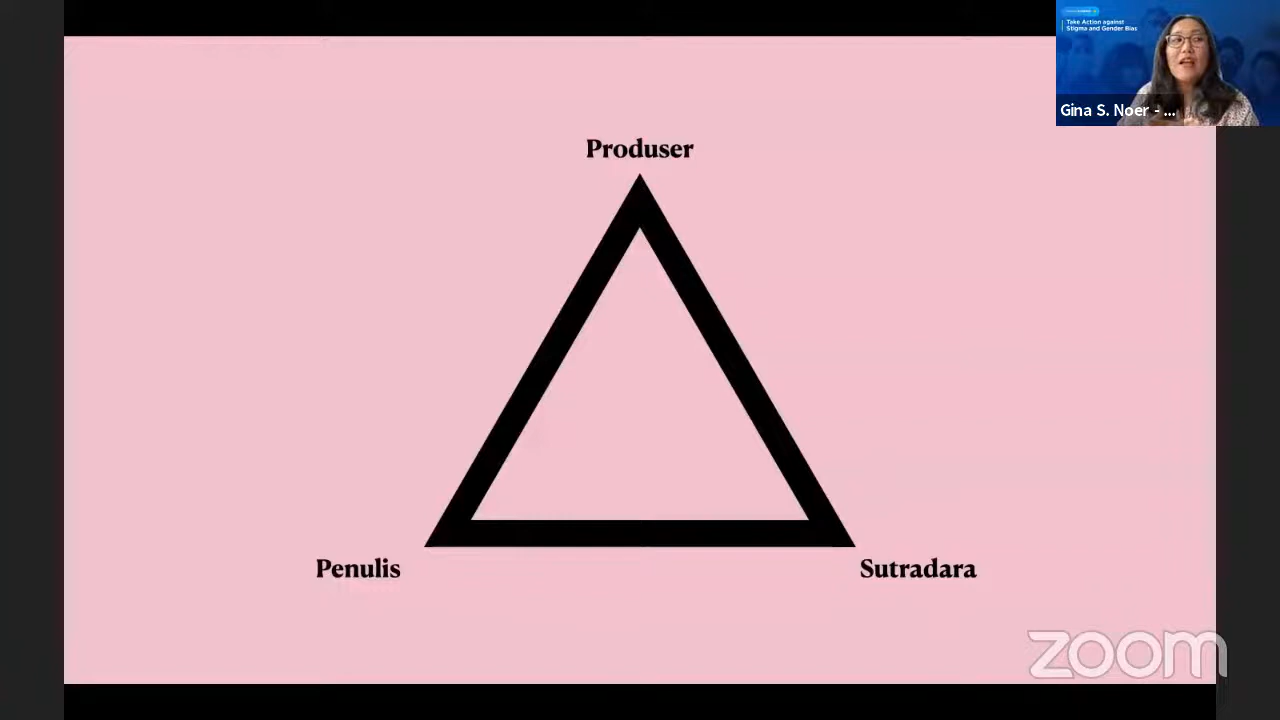 Take Action against
Stigma and Gender Bias
Gina S. Noer - ...
Produser
Penulis
Sutradara
zoom